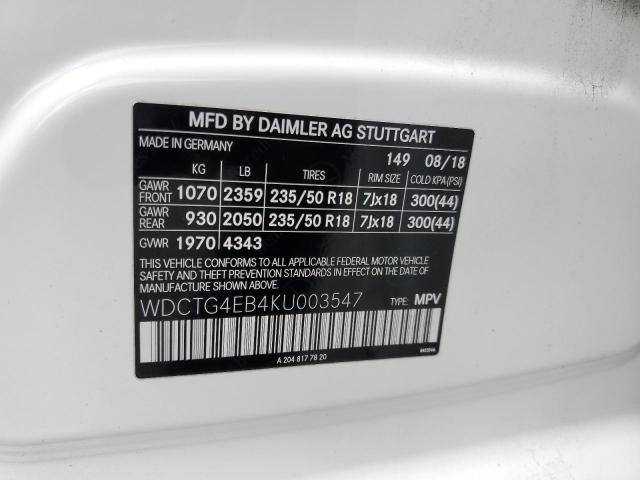 MFD BY DAIMLER AG STUTTGART
MADE IN GERMANY 149 08/18
KG LB TIRES RIM SIZE COLD KPA(PSI)
GAWR FRONT 1070 2359 235/50 R18 7Jx18 300(44)
GAWR REAR 930 2050 235/50 R18 7Jx18 300(44)
GVWR 1970 4343
THIS VEHICLE CONFORMS TO ALL APPLICABLE FEDERAL MOTOR VEHICLE
SAFETY AND THEFT PREVENTION STANDARDS IN EFFECT ON THE DATE OF
MANUFACTURE SHOWN ABOVE.
WDCTG4EB4KU003547 TYPE: MPV
A 204 817 78 20